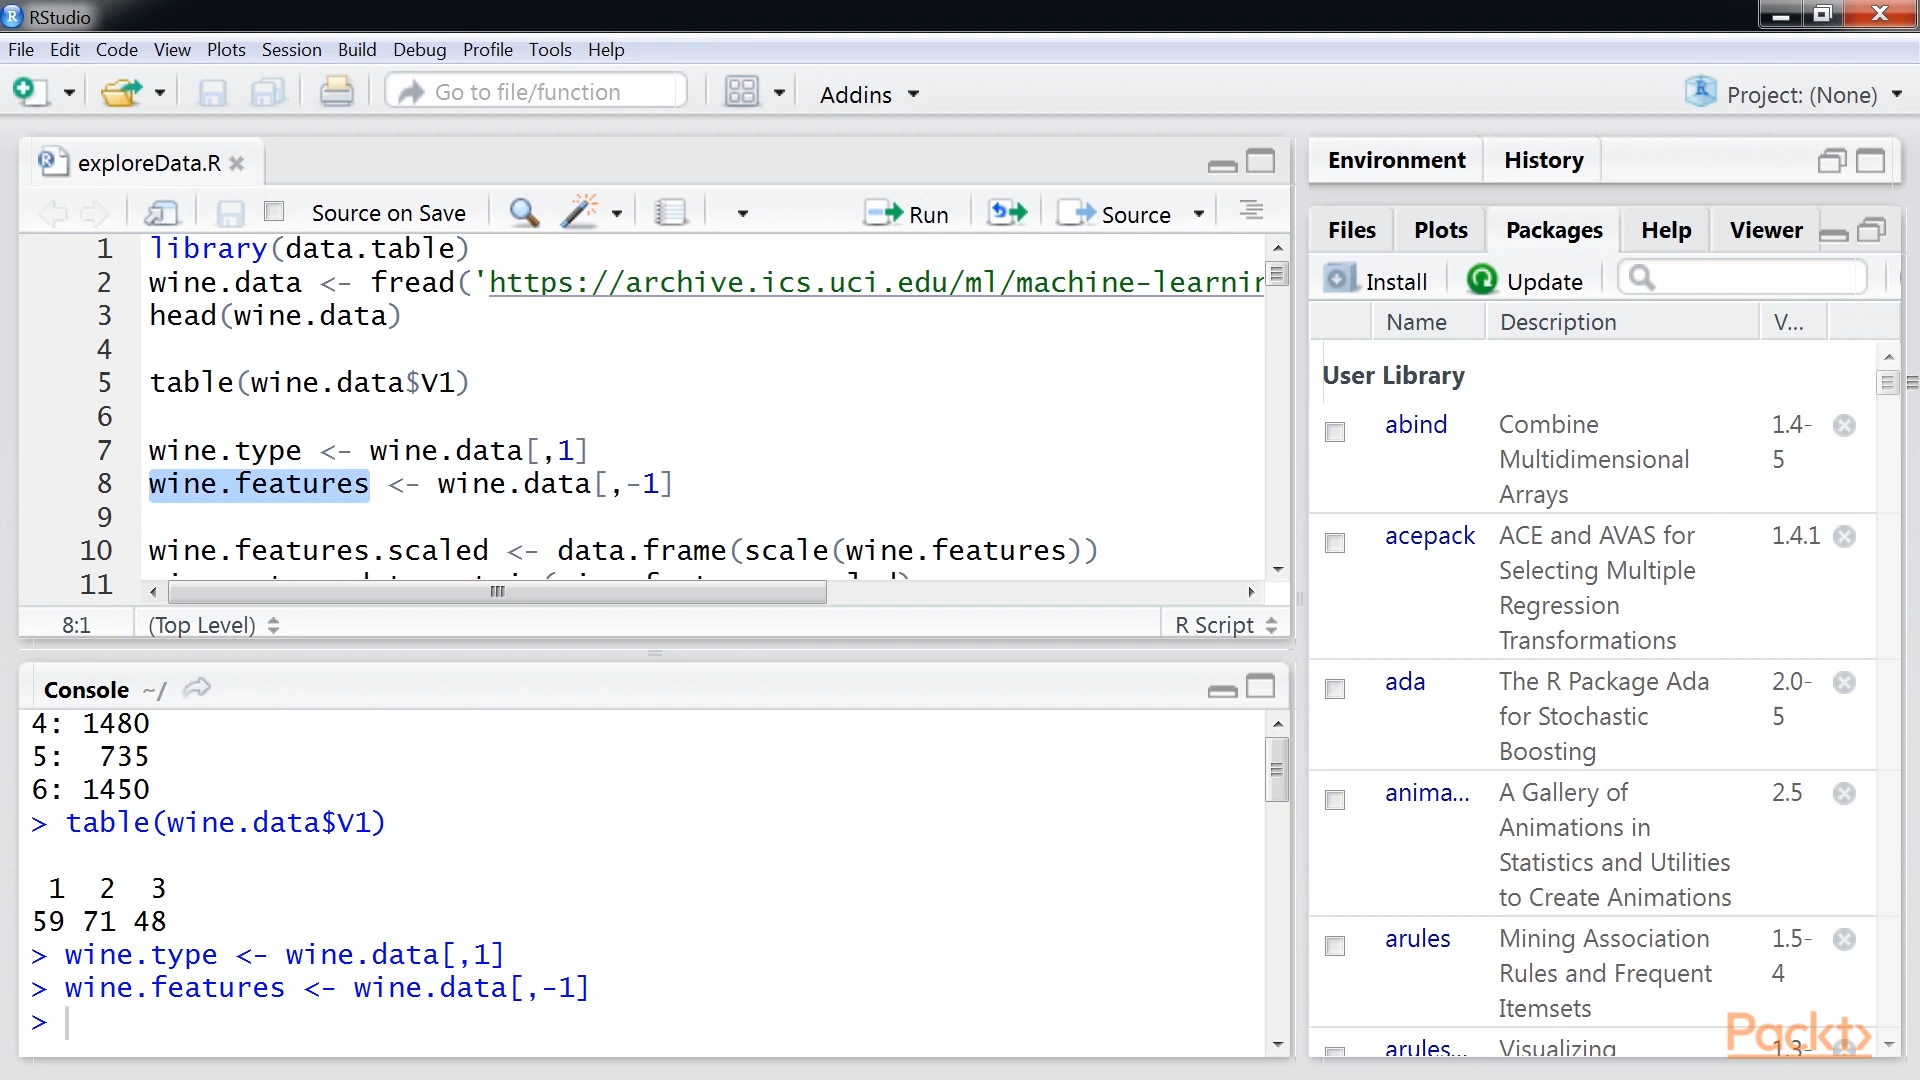 RStudio
File Edit Code View Plots Session Build Debug Profile Tools Help
Go to file/function Addins Project: (None)
exploreData.R
Source on Save Run Source
1 library(data.table)
2 wine.data <- fread('https://archive.ics.uci.edu/ml/machine-learnin
3 head(wine.data)
4
5 table(wine.data$V1)
6
7 wine.type <- wine.data[,1]
8 wine.features <- wine.data[,-1]
9
10 wine.features.scaled <- data.frame(scale(wine.features))
11
8:1 (Top Level) R Script
Console ~/
4: 1480
5: 735
6: 1450
> table(wine.data$V1)
1 2 3
59 71 48
> wine.type <- wine.data[,1]
> wine.features <- wine.data[,-1]
>
Environment History
Files Plots Packages Help Viewer
Install Update
Name Description V...
User Library
abind Combine 1.4-
Multidimensional 5
Arrays
acepack ACE and AVAS for 1.4.1
Selecting Multiple
Regression
Transformations
ada The R Package Ada 2.0-
for Stochastic 5
Boosting
anima... A Gallery of 2.5
Animations in
Statistics and Utilities
to Create Animations
arules Mining Association 1.5-
Rules and Frequent 4
Itemsets
arules... Visualizing 1.3-
Packt>